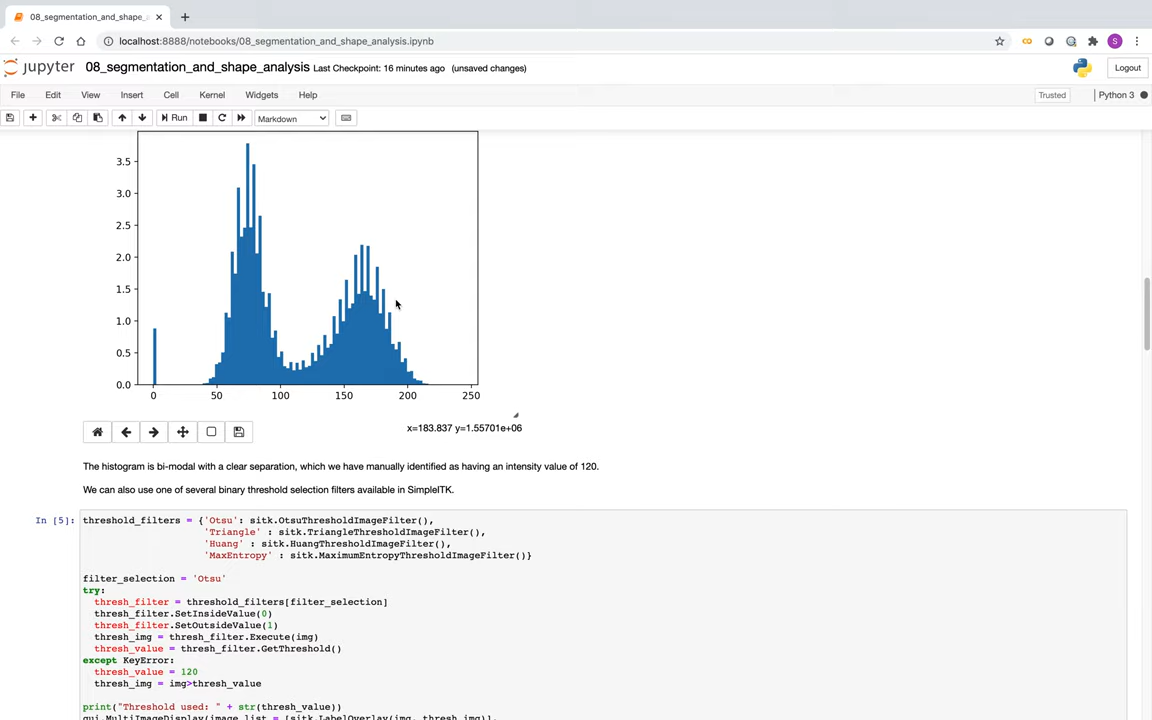 08_segmentation_and_shape_a
localhost:8888/notebooks/08_segmentation_and_shape_analysis.ipynb
S
jupyter 08_segmentation_and_shape_analysis Last Checkpoint: 16 minutes ago (unsaved changes)
Logout
File Edit View Insert Cell Kernel Widgets Help
Trusted Python 3
Run Markdown
3.5
3.0
2.5
2.0
1.5
1.0
0.5
0.0
0 50 100 150 200 250
x=183.837 y=1.55701e+06
The histogram is bi-modal with a clear separation, which we have manually identified as having an intensity value of 120.
We can also use one of several binary threshold selection filters available in SimpleITK.
In [5]: threshold_filters = {'Otsu': sitk.OtsuThresholdImageFilter(),
'Triangle' : sitk.TriangleThresholdImageFilter(),
'Huang' : sitk.HuangThresholdImageFilter(),
'MaxEntropy' : sitk.MaximumEntropyThresholdImageFilter()}
filter_selection = 'Otsu'
try:
thresh_filter = threshold_filters[filter_selection]
thresh_filter.SetInsideValue(0)
thresh_filter.SetOutsideValue(1)
thresh_img = thresh_filter.Execute(img)
thresh_value = thresh_filter.GetThreshold()
except KeyError:
thresh_value = 120
thresh_img = img>thresh_value
print("Threshold used: " + str(thresh_value))
gui.MultiImageDisplay(image_list = [sitk.LabelOverlay(img, thresh_img)],